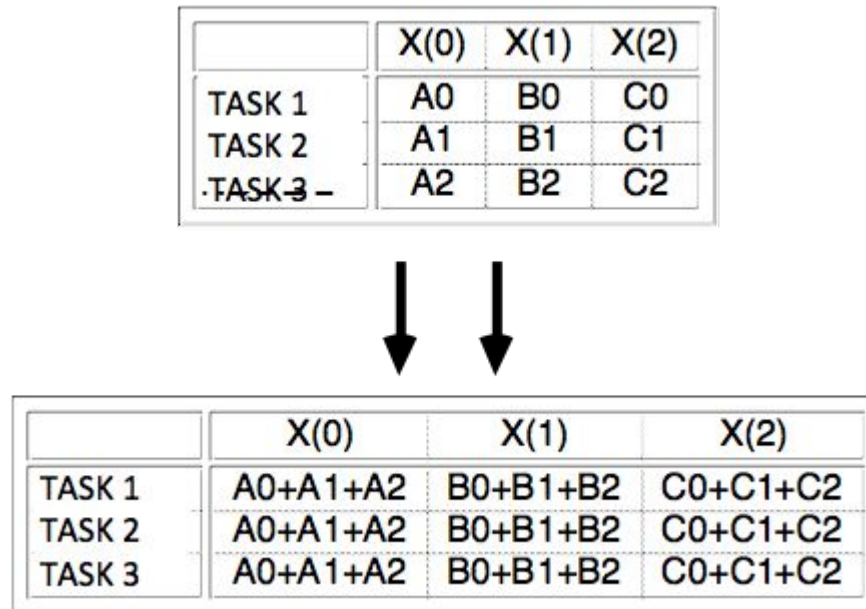 X(0) X(1) X(2)
TASK 1 A0 B0 C0
TASK 2 A1 B1 C1
TASK 3 A2 B2 C2
X(0) X(1) X(2)
TASK 1 A0+A1+A2 B0+B1+B2 C0+C1+C2
TASK 2 A0+A1+A2 B0+B1+B2 C0+C1+C2
TASK 3 A0+A1+A2 B0+B1+B2 C0+C1+C2